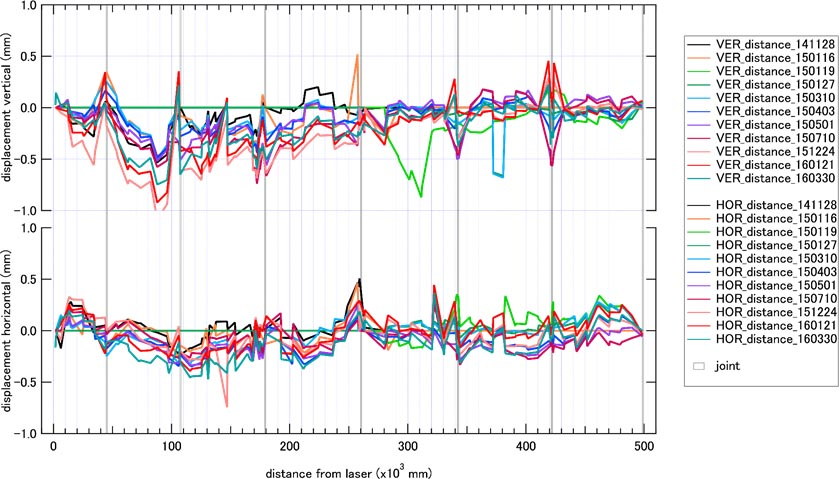 1.0
0.5
0.0
−0.5
−1.0
displacement vertical (mm)
1.0
0.5
0.0
−0.5
−1.0
displacement horizontal (mm)
0
100
200
300
400
500
distance from laser (x10³ mm)
VER_distance_141128
VER_distance_150116
VER_distance_150119
VER_distance_150127
VER_distance_150310
VER_distance_150403
VER_distance_150501
VER_distance_150710
VER_distance_151224
VER_distance_160121
VER_distance_160330
HOR_distance_141128
HOR_distance_150116
HOR_distance_150119
HOR_distance_150127
HOR_distance_150310
HOR_distance_150403
HOR_distance_150501
HOR_distance_150710
HOR_distance_151224
HOR_distance_160121
HOR_distance_160330
joint